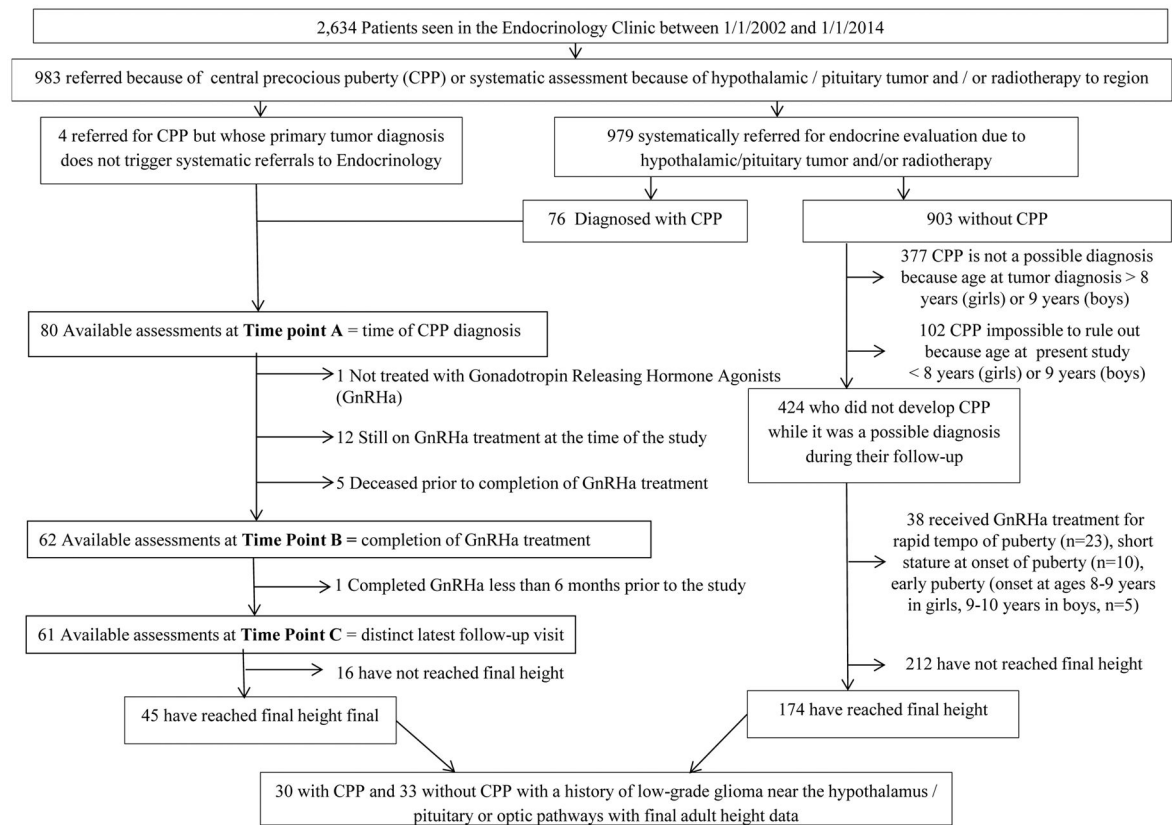 2,634 Patients seen in the Endocrinology Clinic between 1/1/2002 and 1/1/2014
983 referred because of central precocious puberty (CPP) or systematic assessment because of hypothalamic / pituitary tumor and / or radiotherapy to region
4 referred for CPP but whose primary tumor diagnosis
does not trigger systematic referrals to Endocrinology
979 systematically referred for endocrine evaluation due to
hypothalamic/pituitary tumor and/or radiotherapy
76 Diagnosed with CPP
903 without CPP
377 CPP is not a possible diagnosis
because age at tumor diagnosis > 8
years (girls) or 9 years (boys)
102 CPP impossible to rule out
because age at present study
< 8 years (girls) or 9 years (boys)
80 Available assessments at Time point A = time of CPP diagnosis
1 Not treated with Gonadotropin Releasing Hormone Agonists
(GnRHa)
12 Still on GnRHa treatment at the time of the study
5 Deceased prior to completion of GnRHa treatment
424 who did not develop CPP
while it was a possible diagnosis
during their follow-up
62 Available assessments at Time Point B = completion of GnRHa treatment
1 Completed GnRHa less than 6 months prior to the study
38 received GnRHa treatment for
rapid tempo of puberty (n=23), short
stature at onset of puberty (n=10),
early puberty (onset at ages 8-9 years
in girls, 9-10 years in boys, n=5)
61 Available assessments at Time Point C = distinct latest follow-up visit
16 have not reached final height
212 have not reached final height
45 have reached final height final
174 have reached final height
30 with CPP and 33 without CPP with a history of low-grade glioma near the hypothalamus /
pituitary or optic pathways with final adult height data